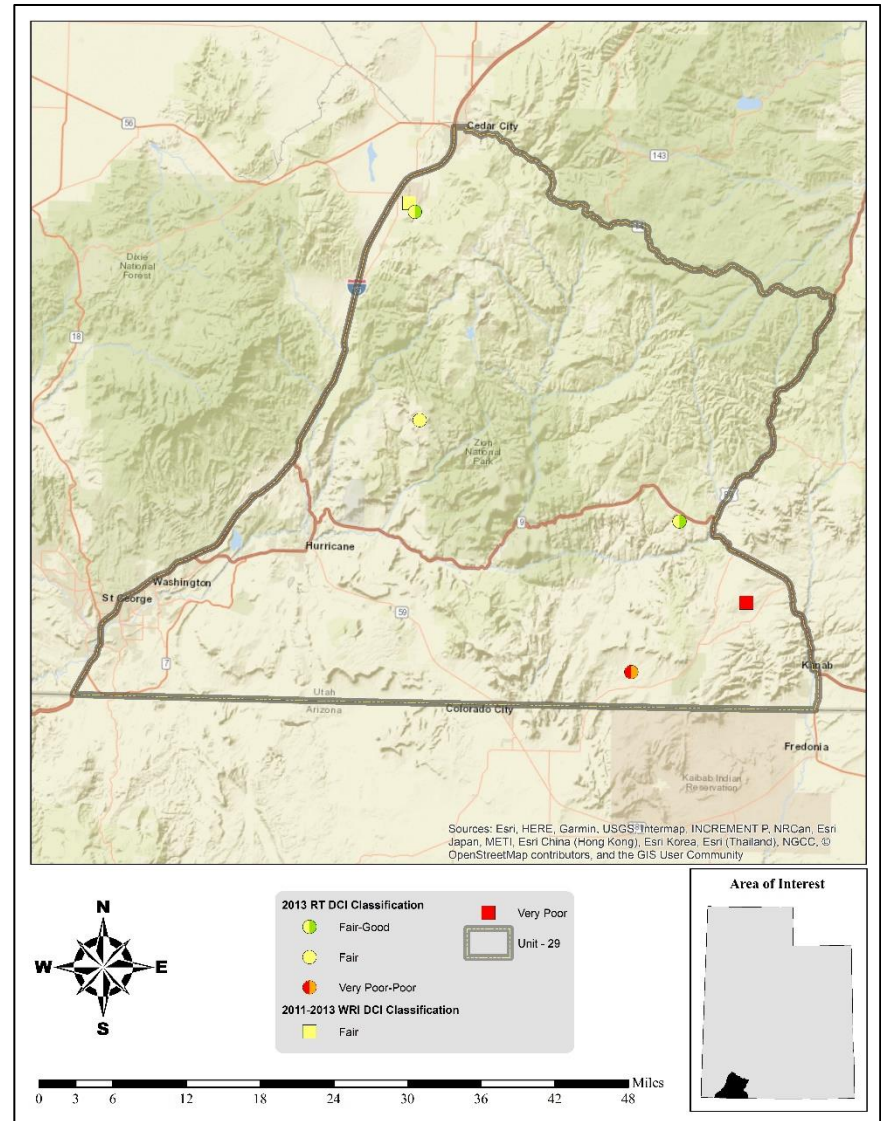 Cedar City
56
143
14
Dixie
National
Forest
18
Zion
National
Park
9
89
Hurricane
Washington
St George
59
7
Kanab
Utah
Arizona
Colorado City
Fredonia
Kaibab Indian
Reservation
Sources: Esri, HERE, Garmin, USGS, Intermap, INCREMENT P, NRCan, Esri
Japan, METI, Esri China (Hong Kong), Esri Korea, Esri (Thailand), NGCC, ©
OpenStreetMap contributors, and the GIS User Community
N
W E
S
2013 RT DCI Classification
Fair-Good
Fair
Very Poor-Poor
2011-2013 WRI DCI Classification
Fair
Very Poor
Unit - 29
Area of Interest
Miles
0 3 6 12 18 24 30 36 42 48